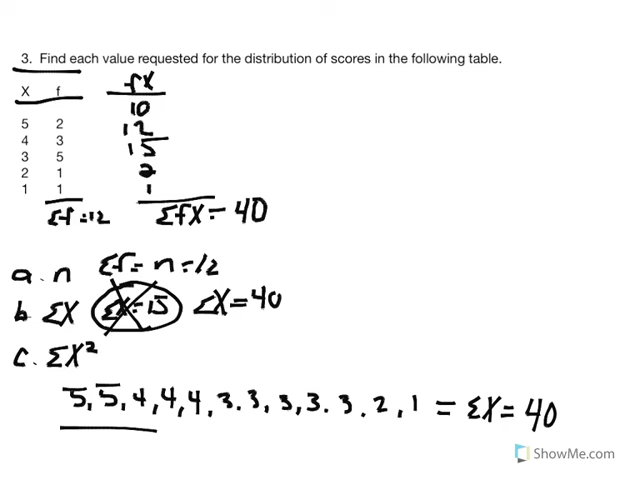 3. Find each value requested for the distribution of scores in the following table.
X f fX
5 2 10
4 3 12
3 5 15
2 1 2
1 1 1
Σf=12 ΣfX=40
a. n Σf=n=12
b. ΣX ΣX=15 ΣX=40
c. ΣX²
5,5,4,4,4,3.3,3,3.3.2,1 =ΣX=40
ShowMe.com